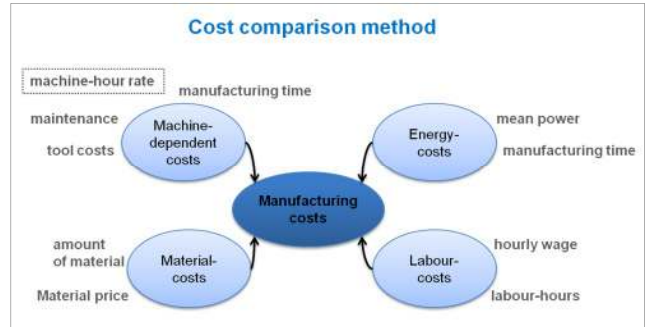 Cost comparison method
machine-hour rate
manufacturing time
maintenance
tool costs
Machine-
dependent
costs
Energy-
costs
mean power
manufacturing time
Manufacturing
costs
amount
of material
Material price
Material-
costs
Labour-
costs
hourly wage
labour-hours